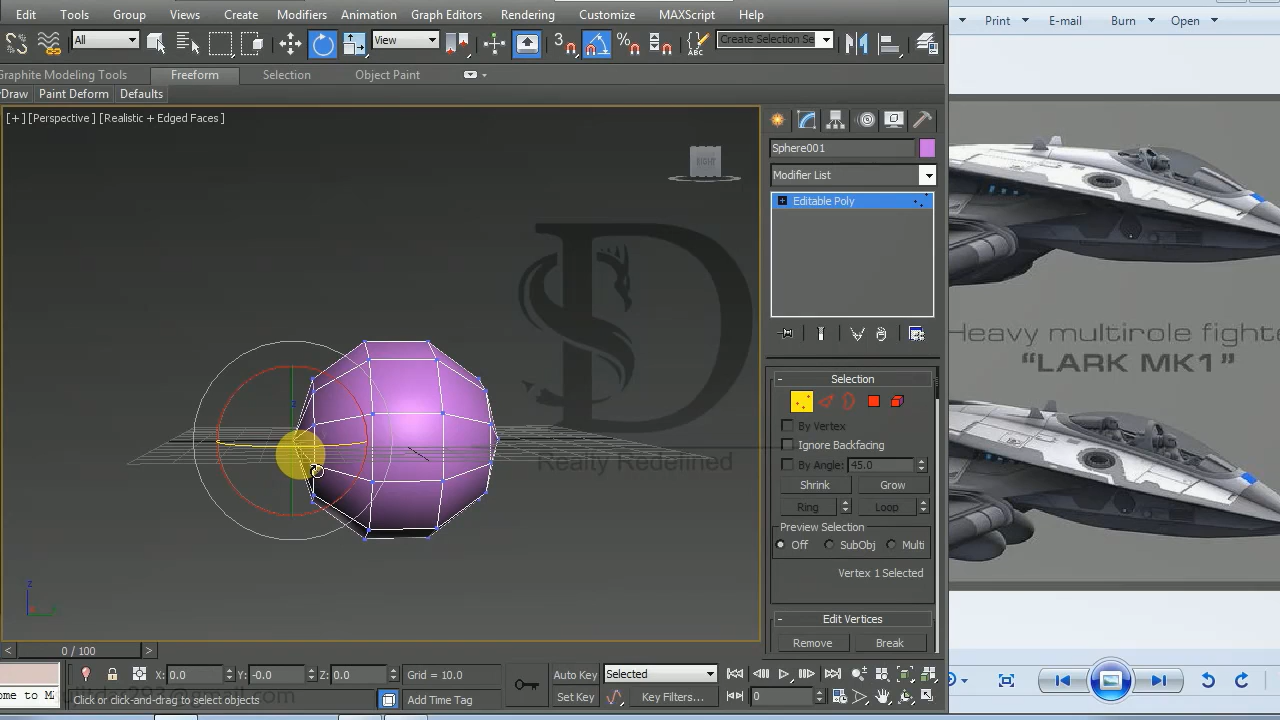 Edit Tools Group Views Create Modifiers Animation Graph Editors Rendering Customize MAXScript Help
Print E-mail Burn Open
All View 3 % ABC Create Selection Se
Graphite Modeling Tools Freeform Selection Object Paint
Draw Paint Deform Defaults
[ + ] [Perspective ] [Realistic + Edged Faces ]
RIGHT
Sphere001
Modifier List
Editable Poly
Heavy multirole fighte
“LARK MK1”
D
Really Redefined
Selection
By Vertex
Ignore Backfacing
By Angle: 45.0
Shrink Grow
Ring Loop
Preview Selection
Off SubObj Multi
Vertex 1 Selected
Edit Vertices
Remove Break
z
0 / 100
X: 0.0 Y: -0.0 Z: 0.0 Grid = 10.0 Auto Key Selected
ome to M
Click or click-and-drag to select objects Add Time Tag Set Key Key Filters... 0